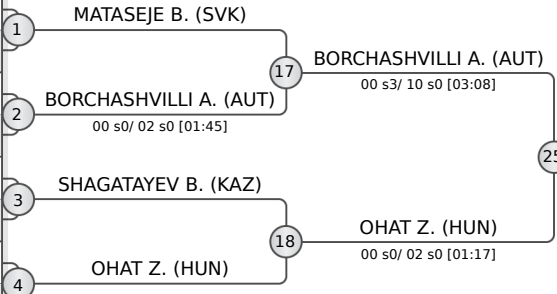 MATASEJE B. (SVK)
1
17
BORCHASHVILLI A. (AUT)
00 s3/ 10 s0 [03:08]
BORCHASHVILLI A. (AUT)
2
00 s0/ 02 s0 [01:45]
25
SHAGATAYEV B. (KAZ)
3
18
OHAT Z. (HUN)
00 s0/ 02 s0 [01:17]
OHAT Z. (HUN)
4